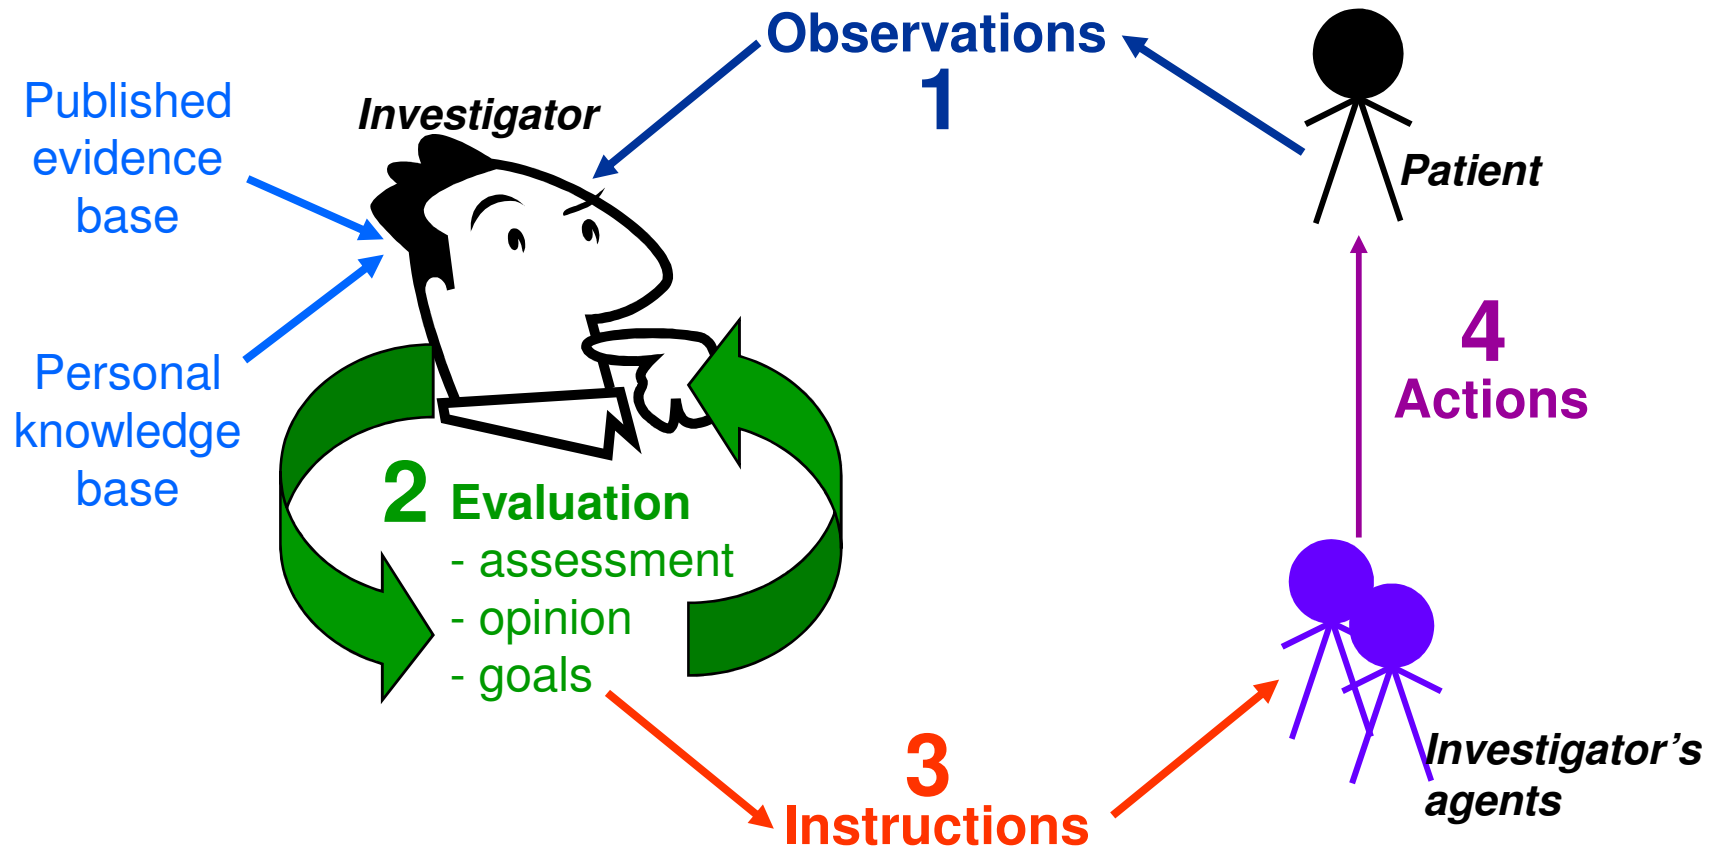 Observations
1
Published
evidence
base
Investigator
Patient
Personal
knowledge
base
2 Evaluation
- assessment
- opinion
- goals
4
Actions
3
Instructions
Investigator’s
agents